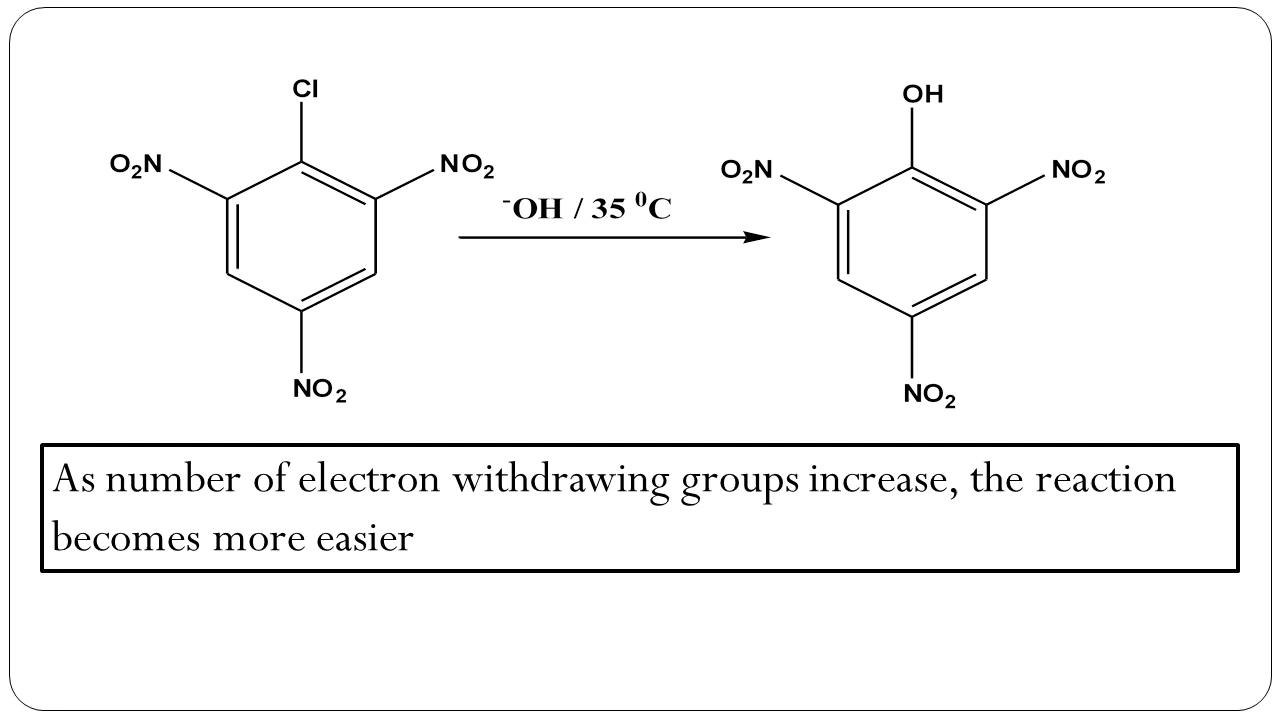 Cl
O₂N
NO₂
NO₂
⁻OH / 35 ⁰C
OH
O₂N
NO₂
NO₂
As number of electron withdrawing groups increase, the reaction
becomes more easier